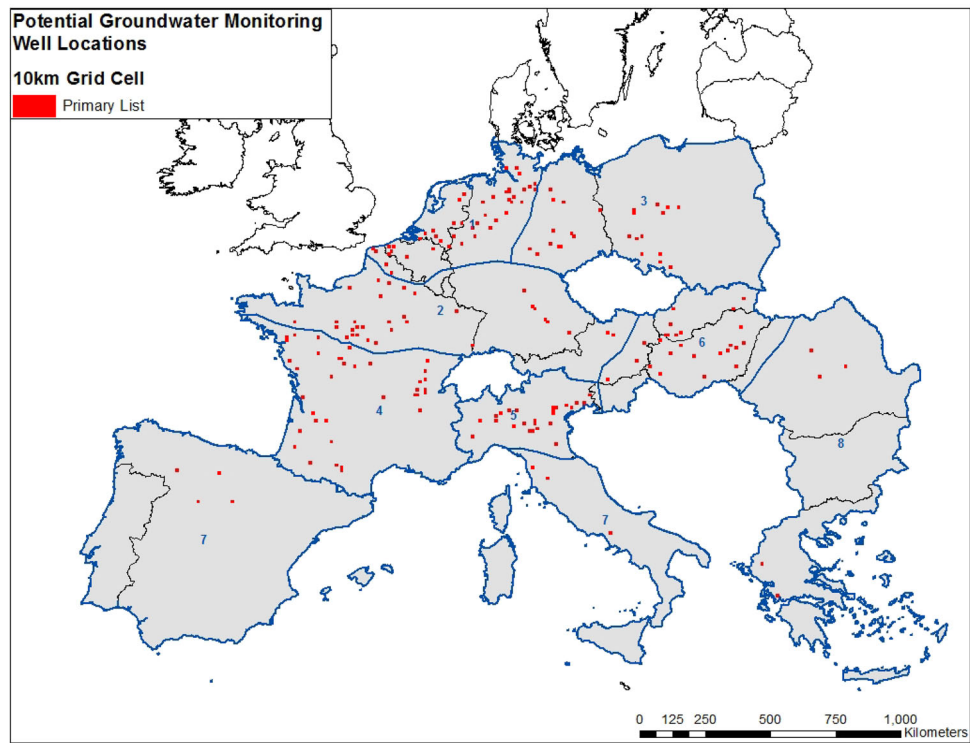 Potential Groundwater Monitoring
Well Locations
10km Grid Cell
Primary List
3
1
2
6
4
5
8
7
7
0 125 250 500 750 1,000
Kilometers